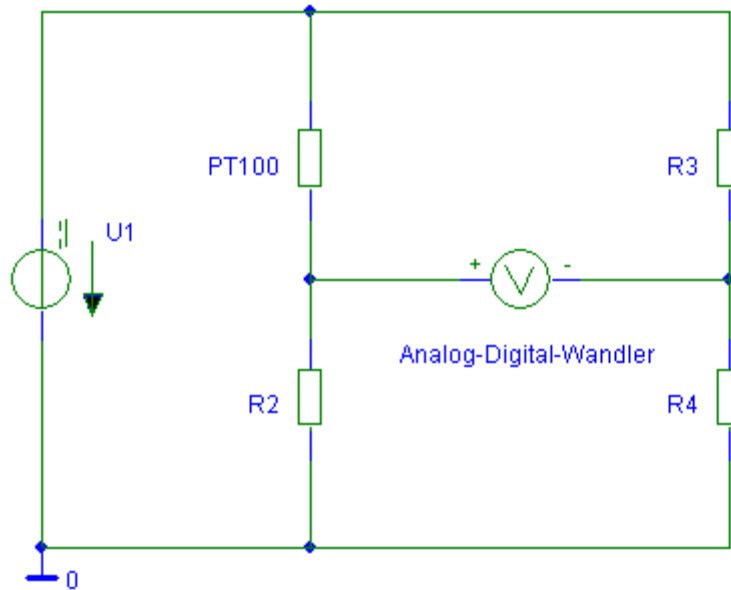 PT100
R3
U1
+
-
Analog-Digital-Wandler
R2
R4
0